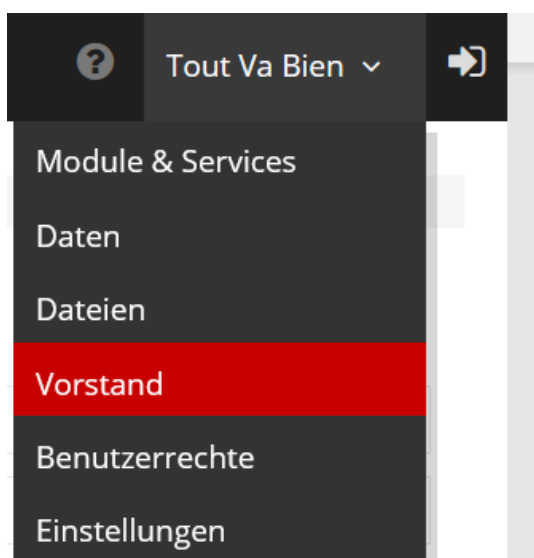 Tout Va Bien
Module & Services
Daten
Dateien
Vorstand
Benutzerrechte
Einstellungen